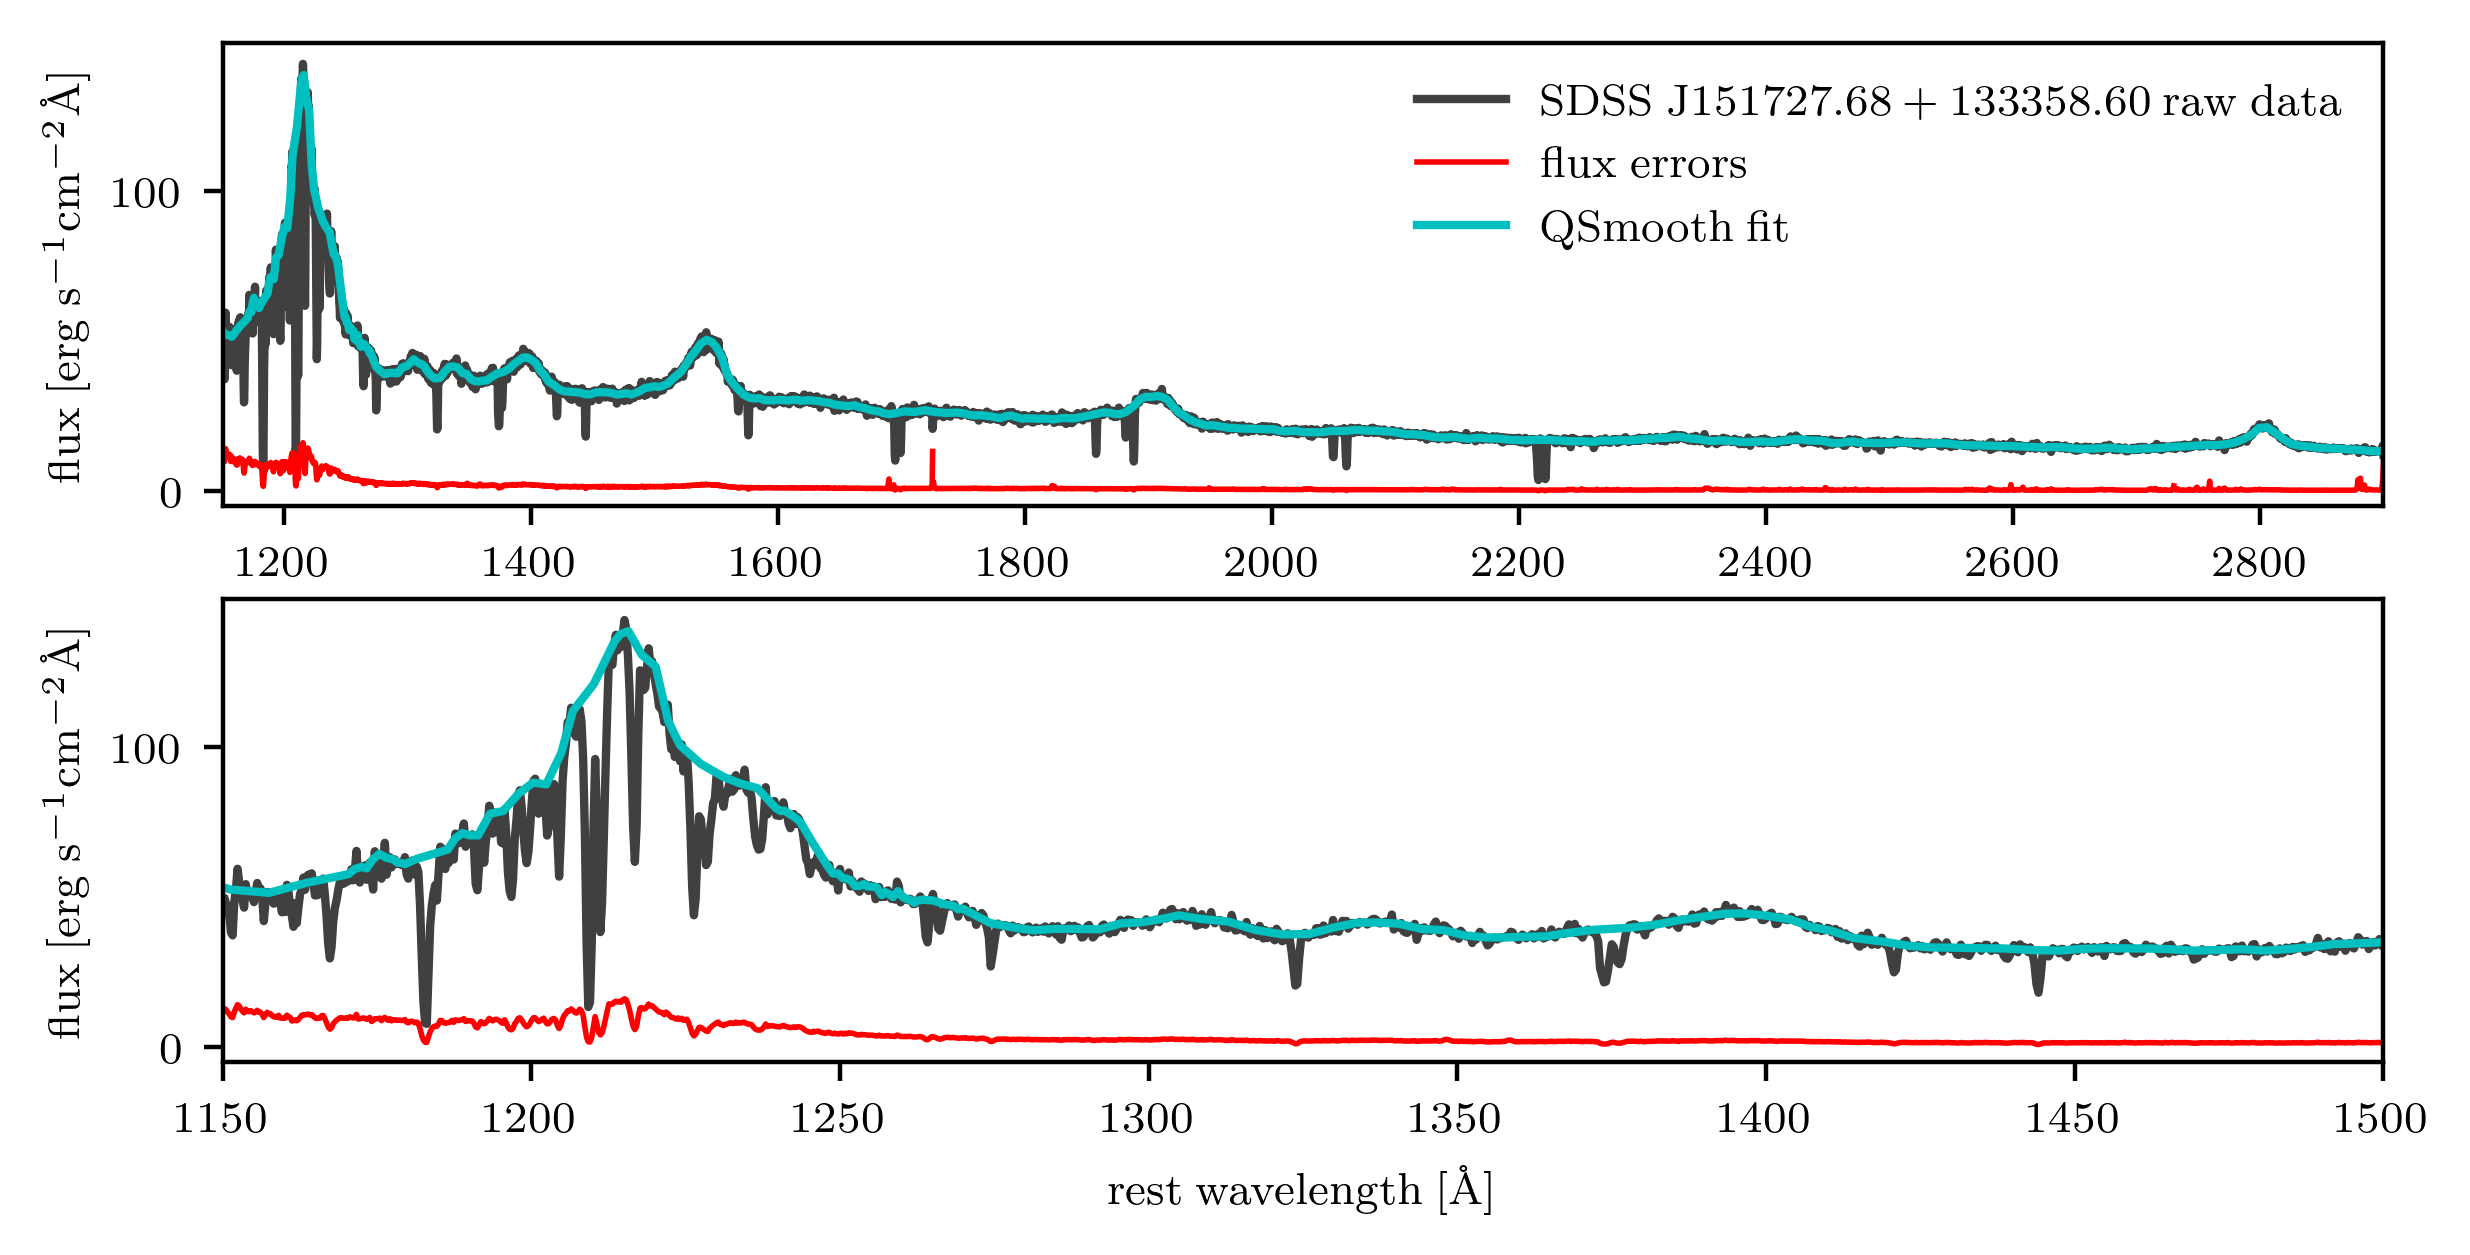 flux [erg s⁻¹cm⁻²Å]
100
0
SDSS J151727.68 + 133358.60 raw data
flux errors
QSmooth fit
1200 1400 1600 1800 2000 2200 2400 2600 2800
flux [erg s⁻¹cm⁻²Å]
100
0
1150 1200 1250 1300 1350 1400 1450 1500
rest wavelength [Å]